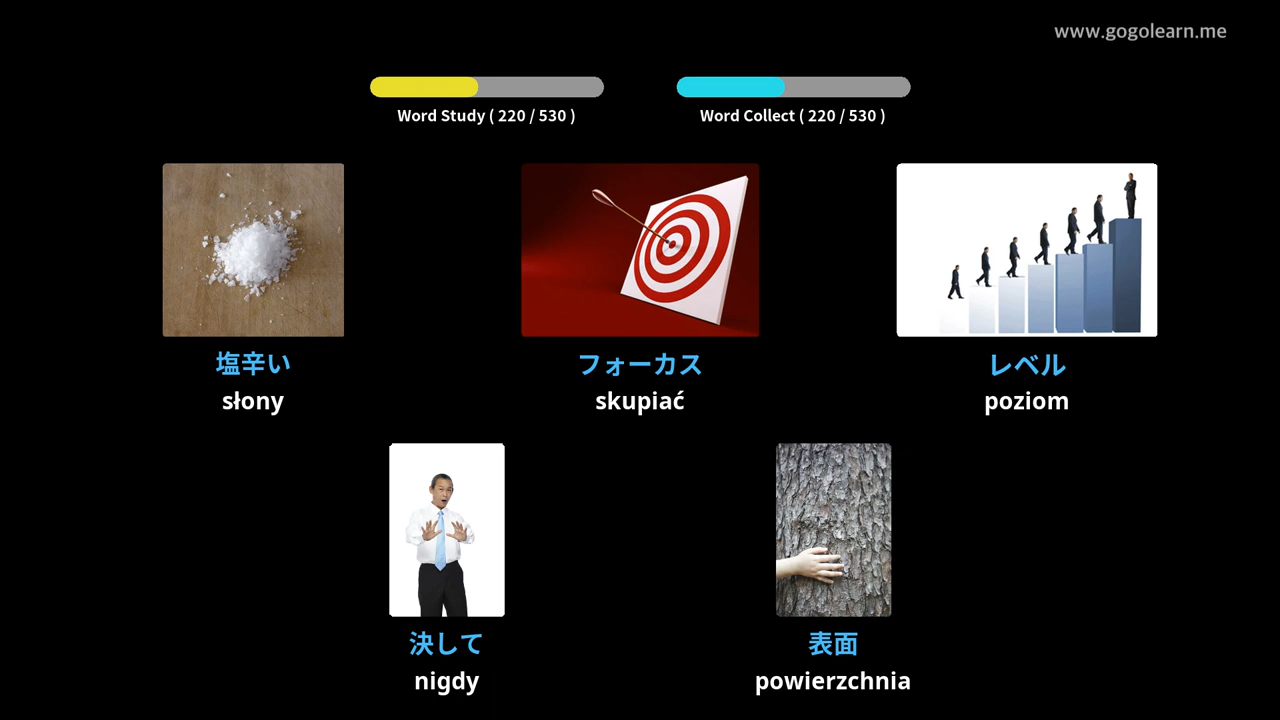 www.gogolearn.me
Word Study ( 220 / 530 )
Word Collect ( 220 / 530 )
塩辛い
słony
フォーカス
skupiać
レベル
poziom
決して
nigdy
表面
powierzchnia